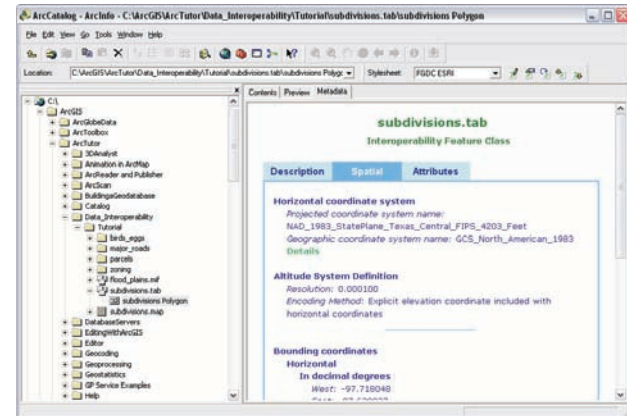 ArcCatalog - ArcInfo - C:\ArcGIS\ArcTutor\Data_Interoperability\Tutorial\subdivisions.tab\subdivisions Polygon
File Edit View Go Tools Window Help
Location: C:\ArcGIS\ArcTutor\Data_Interoperability\Tutorial\subdivisions.tab\subdivisions Polygc
Stylesheet: FGDC ESRI
Contents Preview Metadata
C:\
ArcGIS
ArcGlobeData
ArcToolbox
ArcTutor
3DAnalyst
Animation in ArcMap
ArcReader and Publisher
ArcScan
BuildingaGeodatabase
Catalog
Data_Interoperability
Tutorial
birds_eggs
major_roads
parcels
zoning
flood_plains.mif
subdivisions.tab
subdivisions Polygon
subdivisions.map
DatabaseServers
EditingWithArcGIS
Editor
Geocoding
Geoprocessing
Geostatistics
GP Service Examples
Help
subdivisions.tab
Interoperability Feature Class
Description Spatial Attributes
Horizontal coordinate system
Projected coordinate system name:
NAD_1983_StatePlane_Texas_Central_FIPS_4203_Feet
Geographic coordinate system name: GCS_North_American_1983
Details
Altitude System Definition
Resolution: 0.000100
Encoding Method: Explicit elevation coordinate included with
horizontal coordinates
Bounding coordinates
Horizontal
In decimal degrees
West: -97.718048